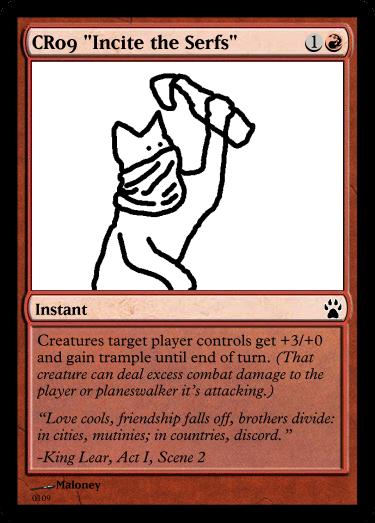 CR09 "Incite the Serfs" 1
Instant
Creatures target player controls get +3/+0
and gain trample until end of turn. (That
creature can deal excess combat damage to the
player or planeswalker it's attacking.)
“Love cools, friendship falls off, brothers divide:
in cities, mutinies; in countries, discord.”
-King Lear, Act I, Scene 2
Maloney
0109